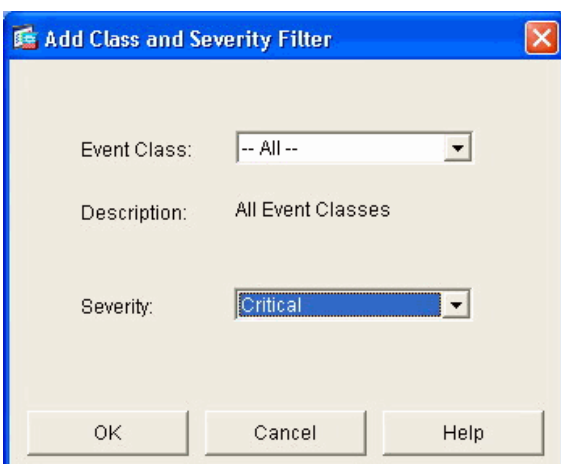 Add Class and Severity Filter
Event Class: -- All --
Description: All Event Classes
Severity: Critical
OK Cancel Help